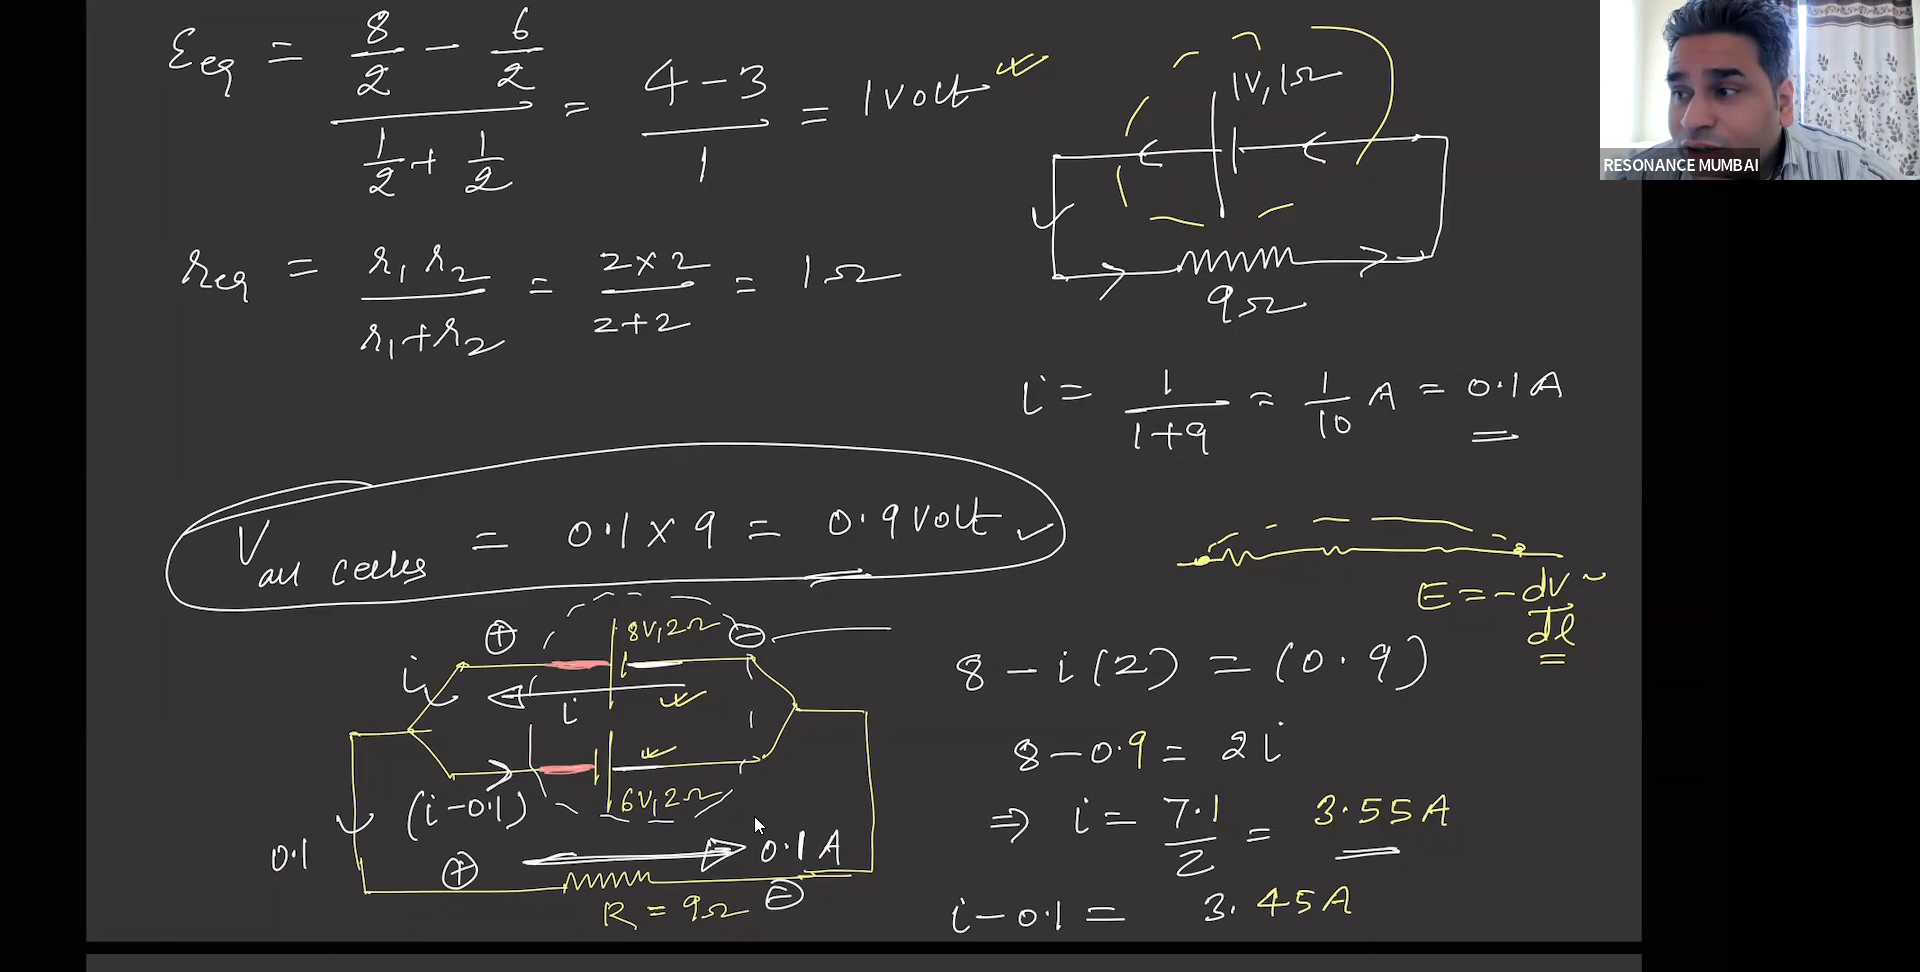 Eeq = (8/2 - 6/2) / (1/2 + 1/2) = (4-3)/1 = 1 volt
1V, 1Ω
9Ω
req = r1 r2 / (r1+r2) = 2×2 / (2+2) = 1Ω
i = 1/(1+9) = 1/10 A = 0.1A
V all cells = 0.1 × 9 = 0.9 volt
E = - dv/dl
+
8V, 2Ω
-
i
i
(i-0.1)
6V, 2Ω
0.1
+
0.1 A
R = 9Ω
-
8 - i(2) = (0.9)
8 - 0.9 = 2i
⇒ i = 7.1/2 = 3.55A
i - 0.1 = 3.45A
RESONANCE MUMBAI